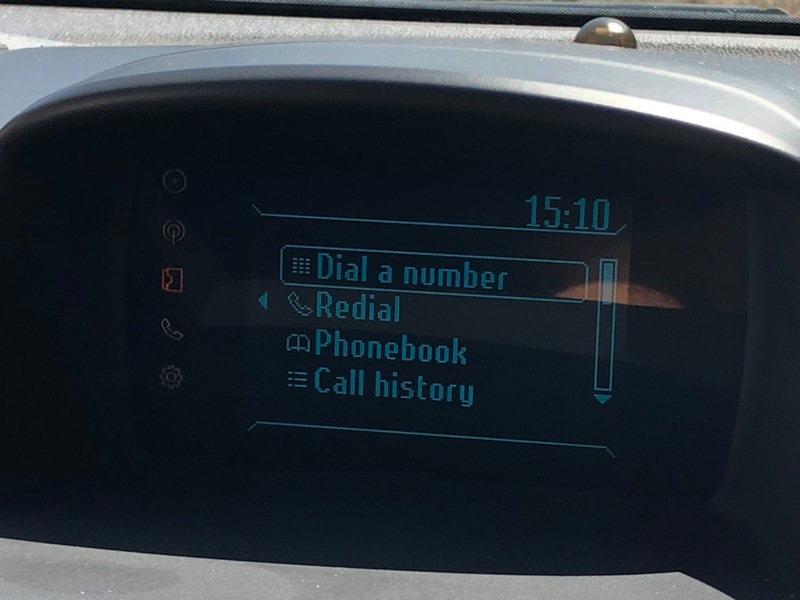 15:10
Dial a number
Redial
Phonebook
Call history